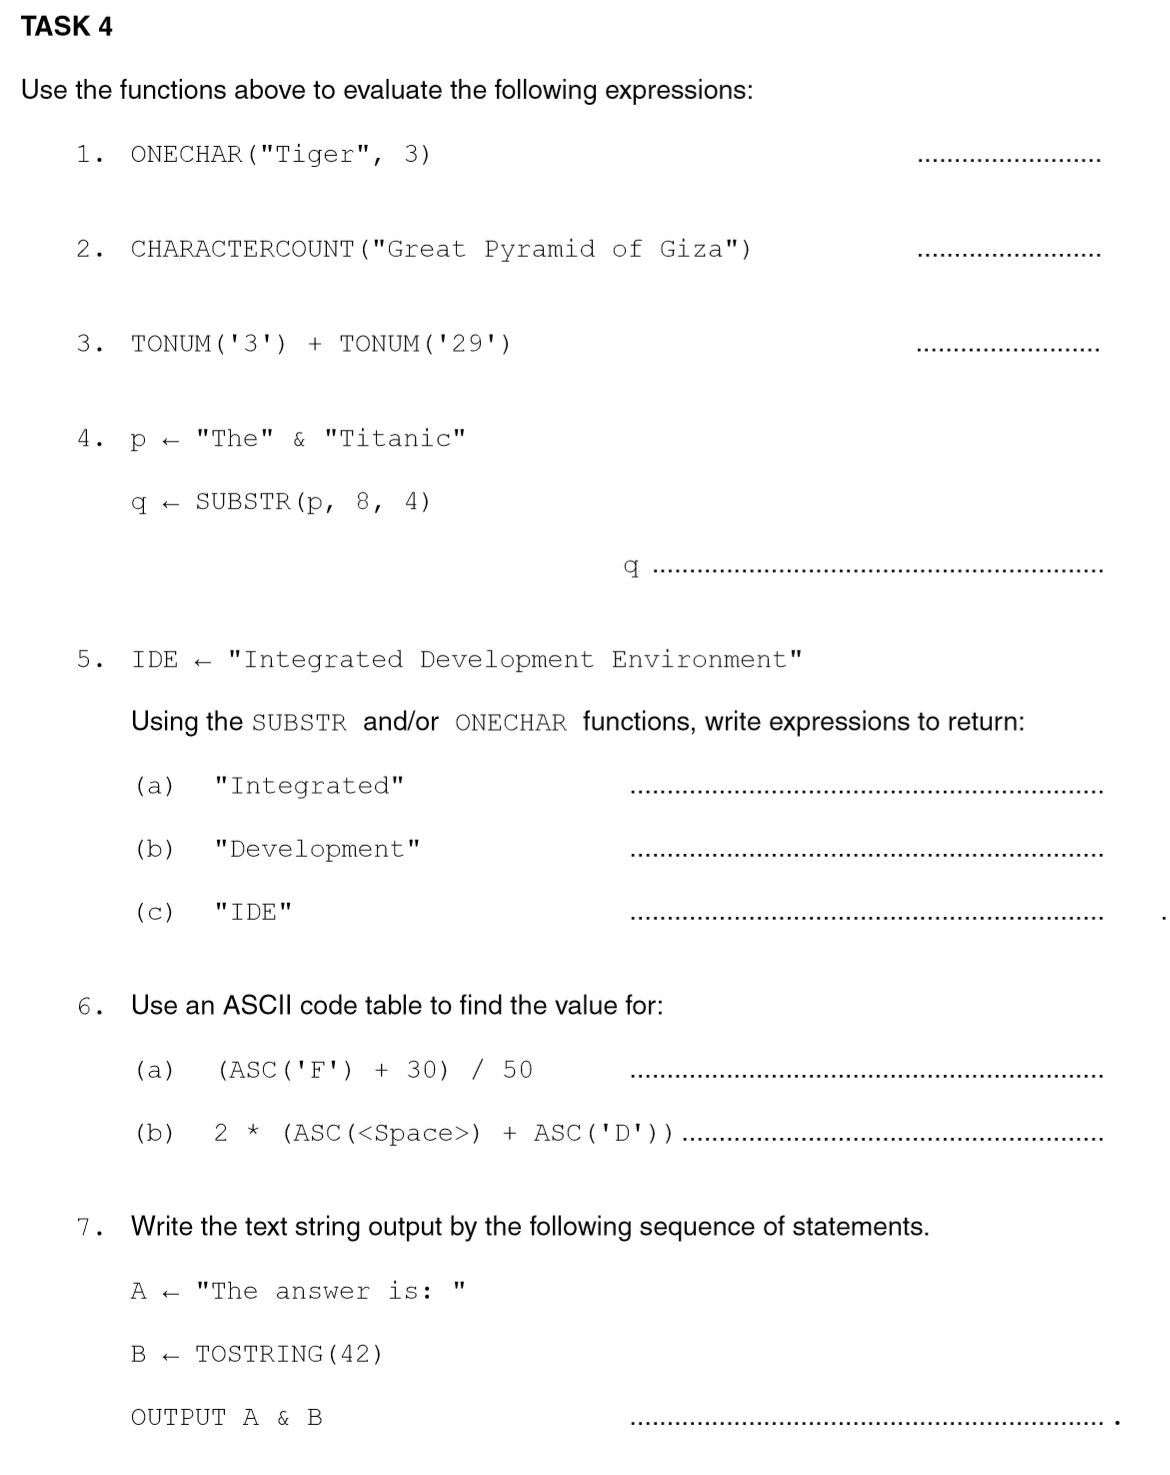 TASK 4
Use the functions above to evaluate the following expressions:
1. ONECHAR("Tiger", 3) ..........................
2. CHARACTERCOUNT("Great Pyramid of Giza") ..........................
3. TONUM('3') + TONUM('29') ..........................
4. p ← "The" & "Titanic"
q ← SUBSTR(p, 8, 4)
q ................................................................
5. IDE ← "Integrated Development Environment"
Using the SUBSTR and/or ONECHAR functions, write expressions to return:
(a) "Integrated" ...................................................................
(b) "Development" ...................................................................
(c) "IDE" ................................................................... .
6. Use an ASCII code table to find the value for:
(a) (ASC('F') + 30) / 50 ...................................................................
(b) 2 * (ASC(<Space>) + ASC('D')) ............................................................
7. Write the text string output by the following sequence of statements.
A ← "The answer is: "
B ← TOSTRING(42)
OUTPUT A & B ................................................................... .